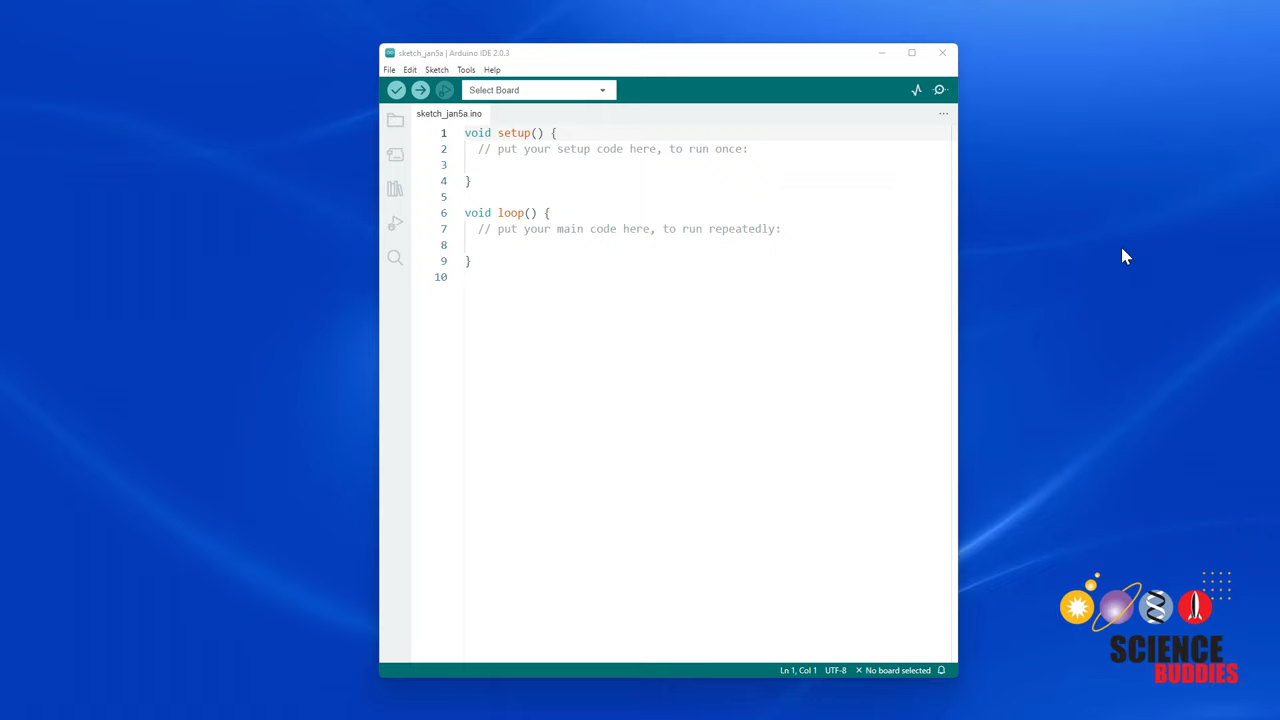 sketch_jan5a | Arduino IDE 2.0.3
File Edit Sketch Tools Help
Select Board
sketch_jan5a.ino
1 void setup() {
2 // put your setup code here, to run once:
3
4 }
5
6 void loop() {
7 // put your main code here, to run repeatedly:
8
9 }
10
Ln 1, Col 1 UTF-8 No board selected
SCIENCE
BUDDIES